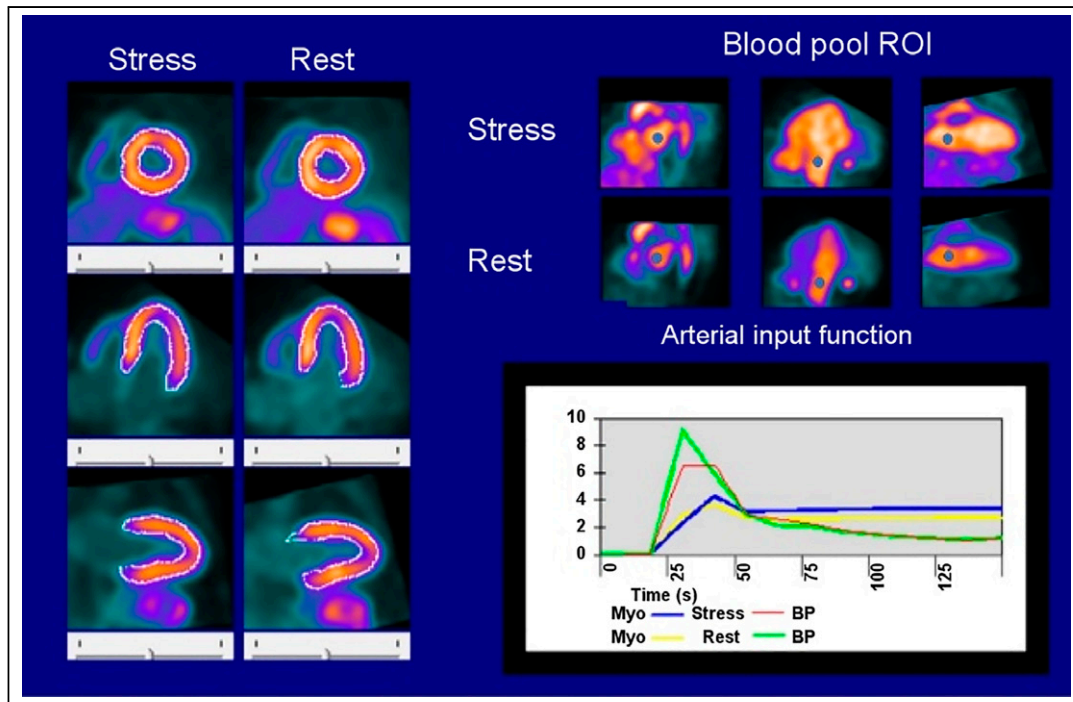 Stress Rest
Blood pool ROI
Stress
Rest
Arterial input function
10
8
6
4
2
0
0 25 50 75 100 125
Time (s)
Myo Stress BP
Myo Rest BP